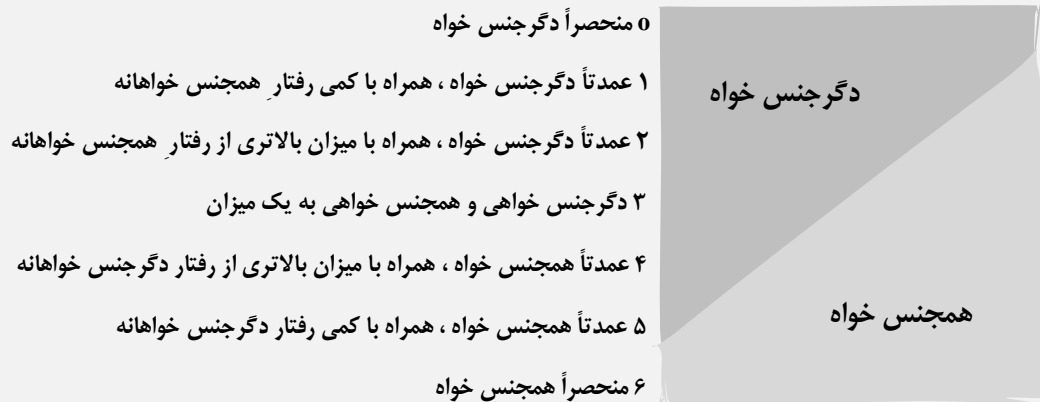 o منحصراً دگرجنس خواه
۱ عمدتاً دگرجنس خواه ، همراه با کمی رفتارِ همجنس خواهانه
۲ عمدتاً دگرجنس خواه ، همراه با میزان بالاتری از رفتارِ همجنس خواهانه
۳ دگرجنس خواهی و همجنس خواهی به یک میزان
۴ عمدتاً همجنس خواه ، همراه با میزان بالاتری از رفتار دگرجنس خواهانه
۵ عمدتاً همجنس خواه ، همراه با کمی رفتار دگرجنس خواهانه
۶ منحصراً همجنس خواه
دگرجنس خواه
همجنس خواه